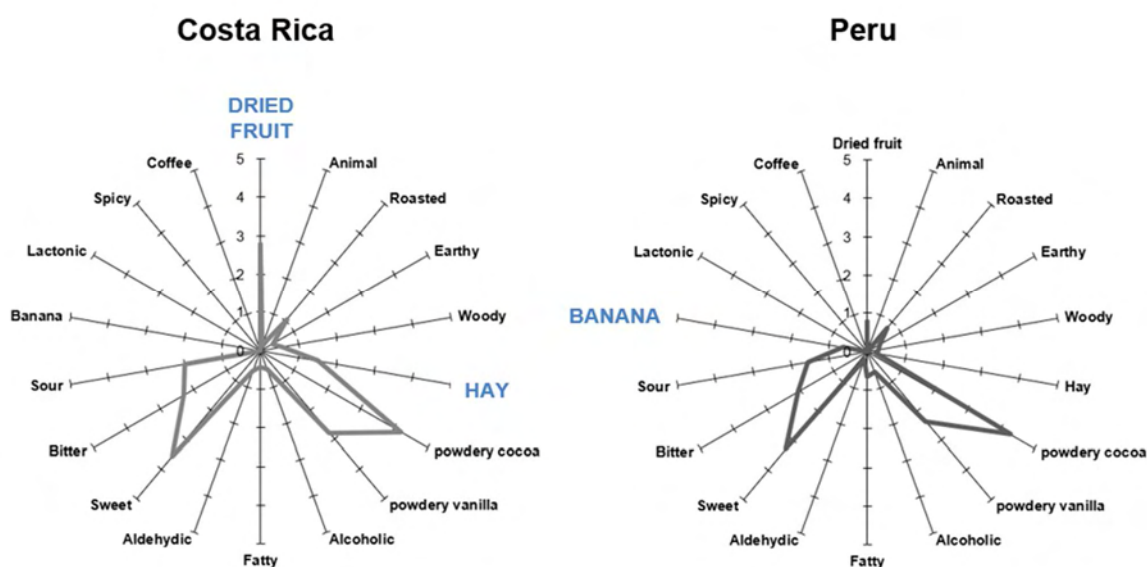 Costa Rica
DRIED
FRUIT
5
4
3
2
1
0
Animal
Roasted
Earthy
Woody
HAY
powdery cocoa
powdery vanilla
Alcoholic
Fatty
Aldehydic
Sweet
Bitter
Sour
Banana
Lactonic
Spicy
Coffee
Peru
Dried fruit
5
4
3
2
1
0
Animal
Roasted
Earthy
Woody
Hay
powdery cocoa
powdery vanilla
Alcoholic
Fatty
Aldehydic
Sweet
Bitter
Sour
BANANA
Lactonic
Spicy
Coffee